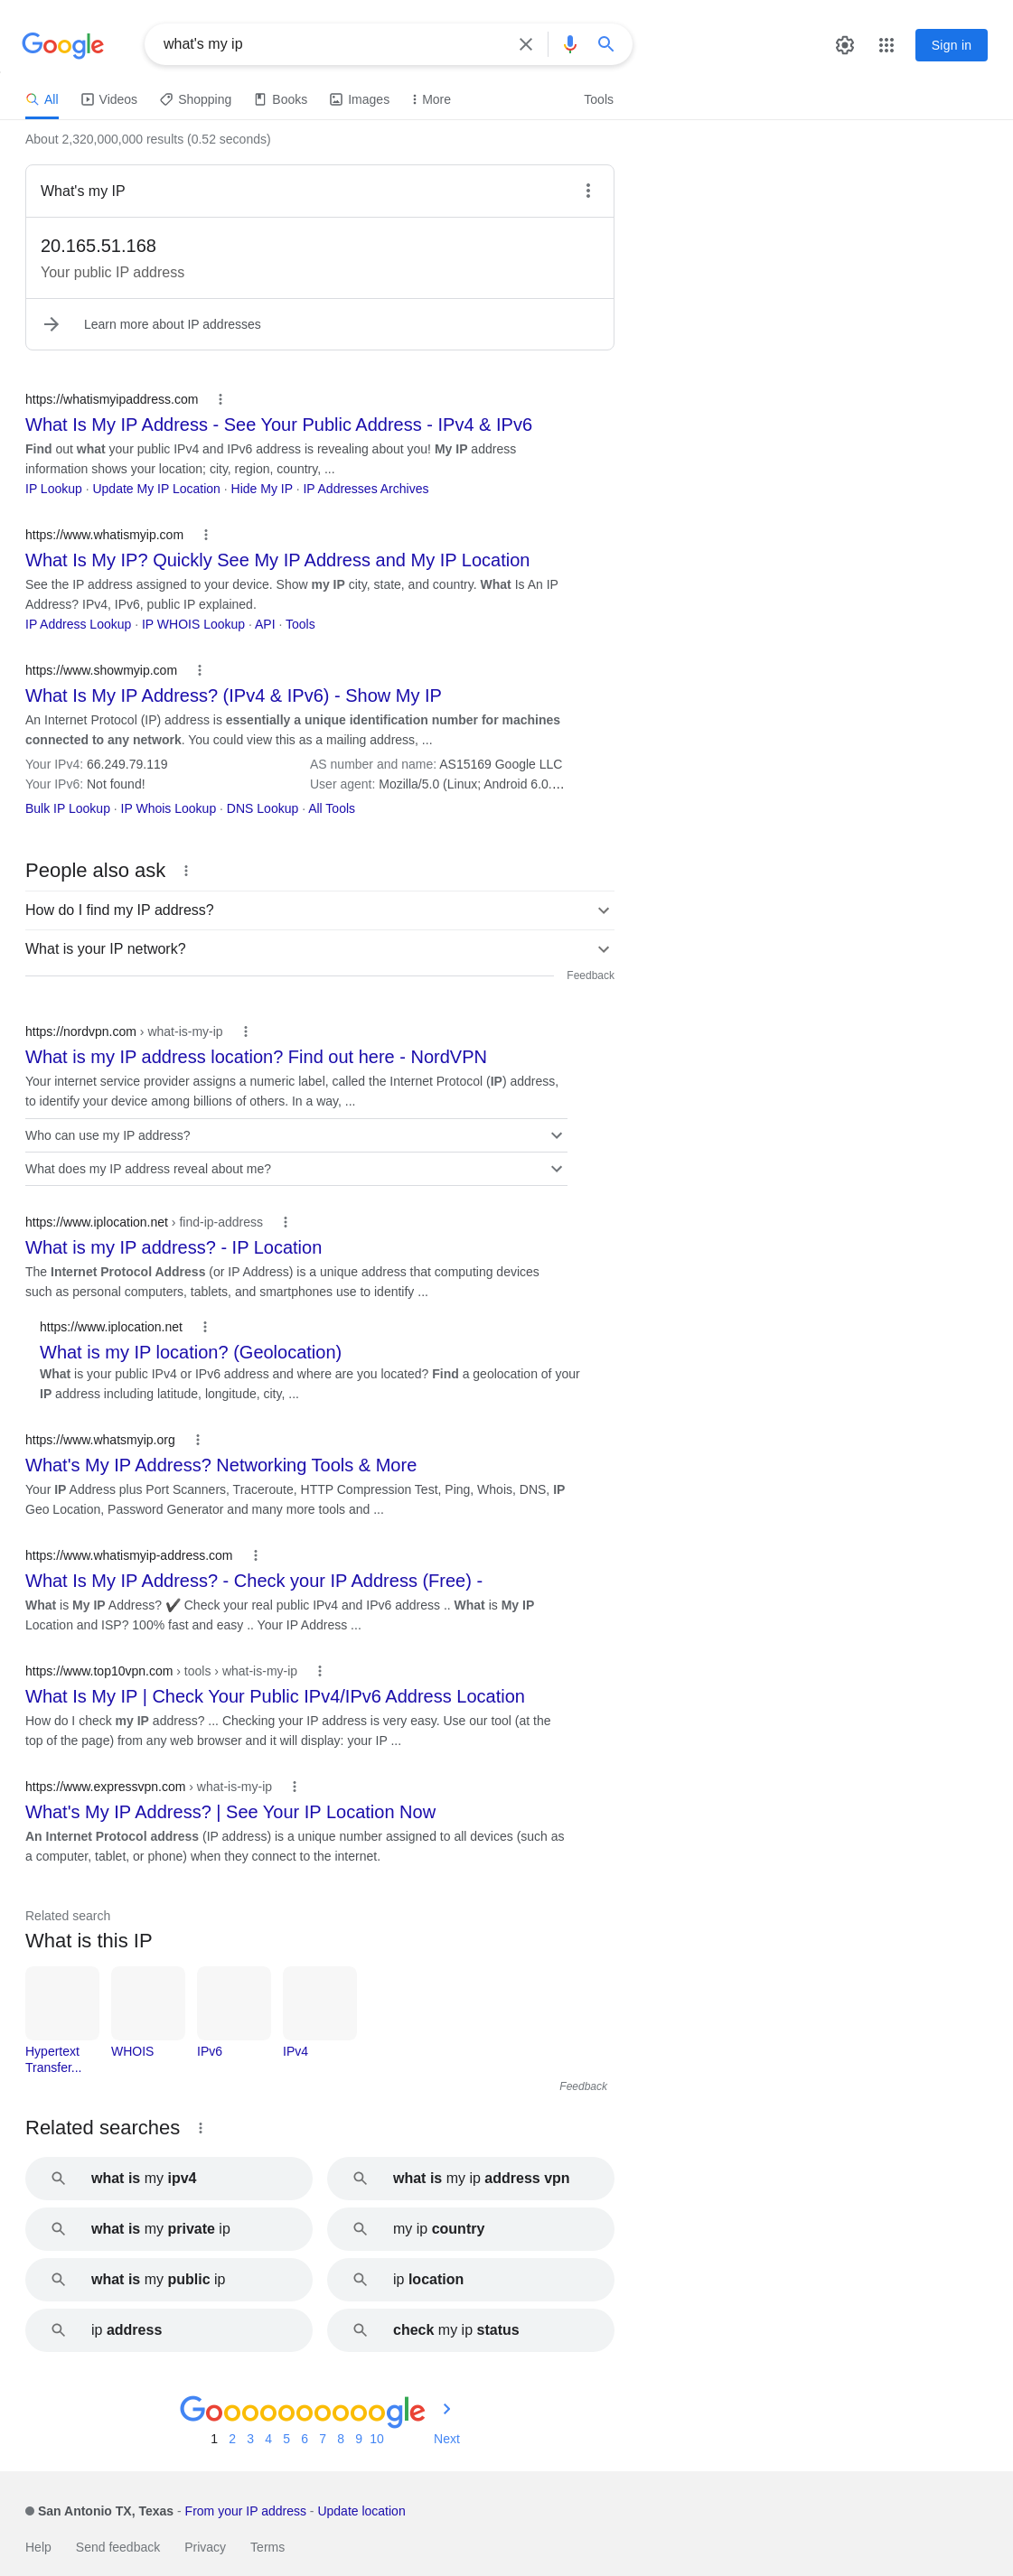 Google
what's my ip
Sign in
All Videos Shopping Books Images More Tools
About 2,320,000,000 results (0.52 seconds)
What's my IP
20.165.51.168
Your public IP address
Learn more about IP addresses
https://whatismyipaddress.com
What Is My IP Address - See Your Public Address - IPv4 & IPv6
Find out what your public IPv4 and IPv6 address is revealing about you! My IP address
information shows your location; city, region, country, ...
IP Lookup · Update My IP Location · Hide My IP · IP Addresses Archives
https://www.whatismyip.com
What Is My IP? Quickly See My IP Address and My IP Location
See the IP address assigned to your device. Show my IP city, state, and country. What Is An IP
Address? IPv4, IPv6, public IP explained.
IP Address Lookup · IP WHOIS Lookup · API · Tools
https://www.showmyip.com
What Is My IP Address? (IPv4 & IPv6) - Show My IP
An Internet Protocol (IP) address is essentially a unique identification number for machines
connected to any network. You could view this as a mailing address, ...
Your IPv4: 66.249.79.119 AS number and name: AS15169 Google LLC
Your IPv6: Not found! User agent: Mozilla/5.0 (Linux; Android 6.0....
Bulk IP Lookup · IP Whois Lookup · DNS Lookup · All Tools
People also ask
How do I find my IP address?
What is your IP network?
Feedback
https://nordvpn.com › what-is-my-ip
What is my IP address location? Find out here - NordVPN
Your internet service provider assigns a numeric label, called the Internet Protocol (IP) address,
to identify your device among billions of others. In a way, ...
Who can use my IP address?
What does my IP address reveal about me?
https://www.iplocation.net › find-ip-address
What is my IP address? - IP Location
The Internet Protocol Address (or IP Address) is a unique address that computing devices
such as personal computers, tablets, and smartphones use to identify ...
https://www.iplocation.net
What is my IP location? (Geolocation)
What is your public IPv4 or IPv6 address and where are you located? Find a geolocation of your
IP address including latitude, longitude, city, ...
https://www.whatsmyip.org
What's My IP Address? Networking Tools & More
Your IP Address plus Port Scanners, Traceroute, HTTP Compression Test, Ping, Whois, DNS, IP
Geo Location, Password Generator and many more tools and ...
https://www.whatismyip-address.com
What Is My IP Address? - Check your IP Address (Free) -
What is My IP Address? ✔ Check your real public IPv4 and IPv6 address .. What is My IP
Location and ISP? 100% fast and easy .. Your IP Address ...
https://www.top10vpn.com › tools › what-is-my-ip
What Is My IP | Check Your Public IPv4/IPv6 Address Location
How do I check my IP address? ... Checking your IP address is very easy. Use our tool (at the
top of the page) from any web browser and it will display: your IP ...
https://www.expressvpn.com › what-is-my-ip
What's My IP Address? | See Your IP Location Now
An Internet Protocol address (IP address) is a unique number assigned to all devices (such as
a computer, tablet, or phone) when they connect to the internet.
Related search
What is this IP
Hypertext WHOIS IPv6 IPv4
Transfer...
Feedback
Related searches
what is my ipv4 what is my ip address vpn
what is my private ip my ip country
what is my public ip ip location
ip address check my ip status
Goooooooooogle
1 2 3 4 5 6 7 8 9 10 Next
San Antonio TX, Texas - From your IP address - Update location
Help Send feedback Privacy Terms